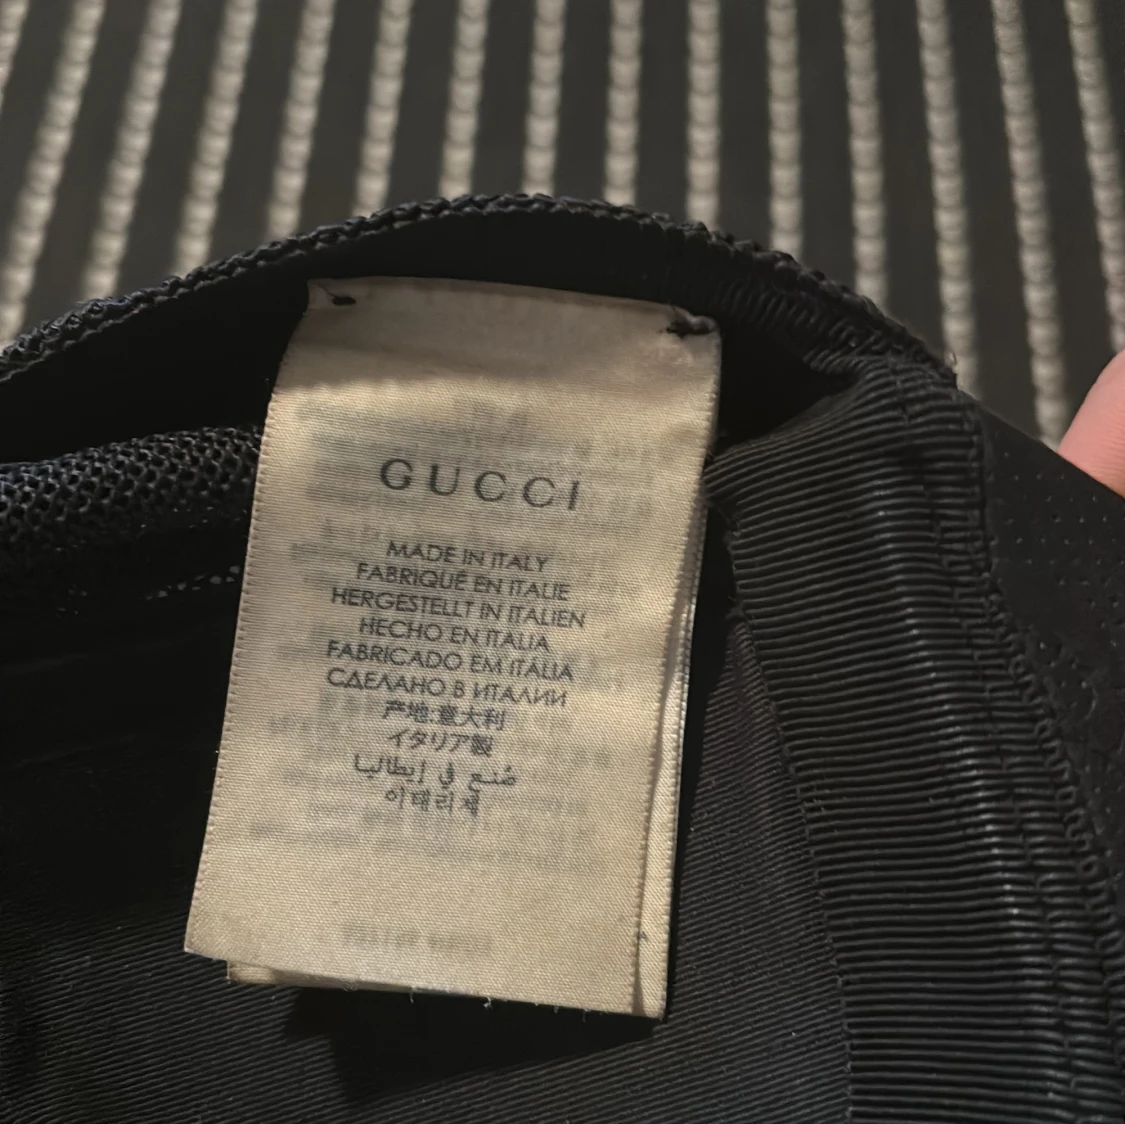 GUCCI
MADE IN ITALY
FABRIQUÉ EN ITALIE
HERGESTELLT IN ITALIEN
HECHO EN ITALIA
FABRICADO EM ITÁLIA
СДЕЛАНО В ИТАЛИИ
产地:意大利
イタリア製
صُنع في إيطاليا
이태리제